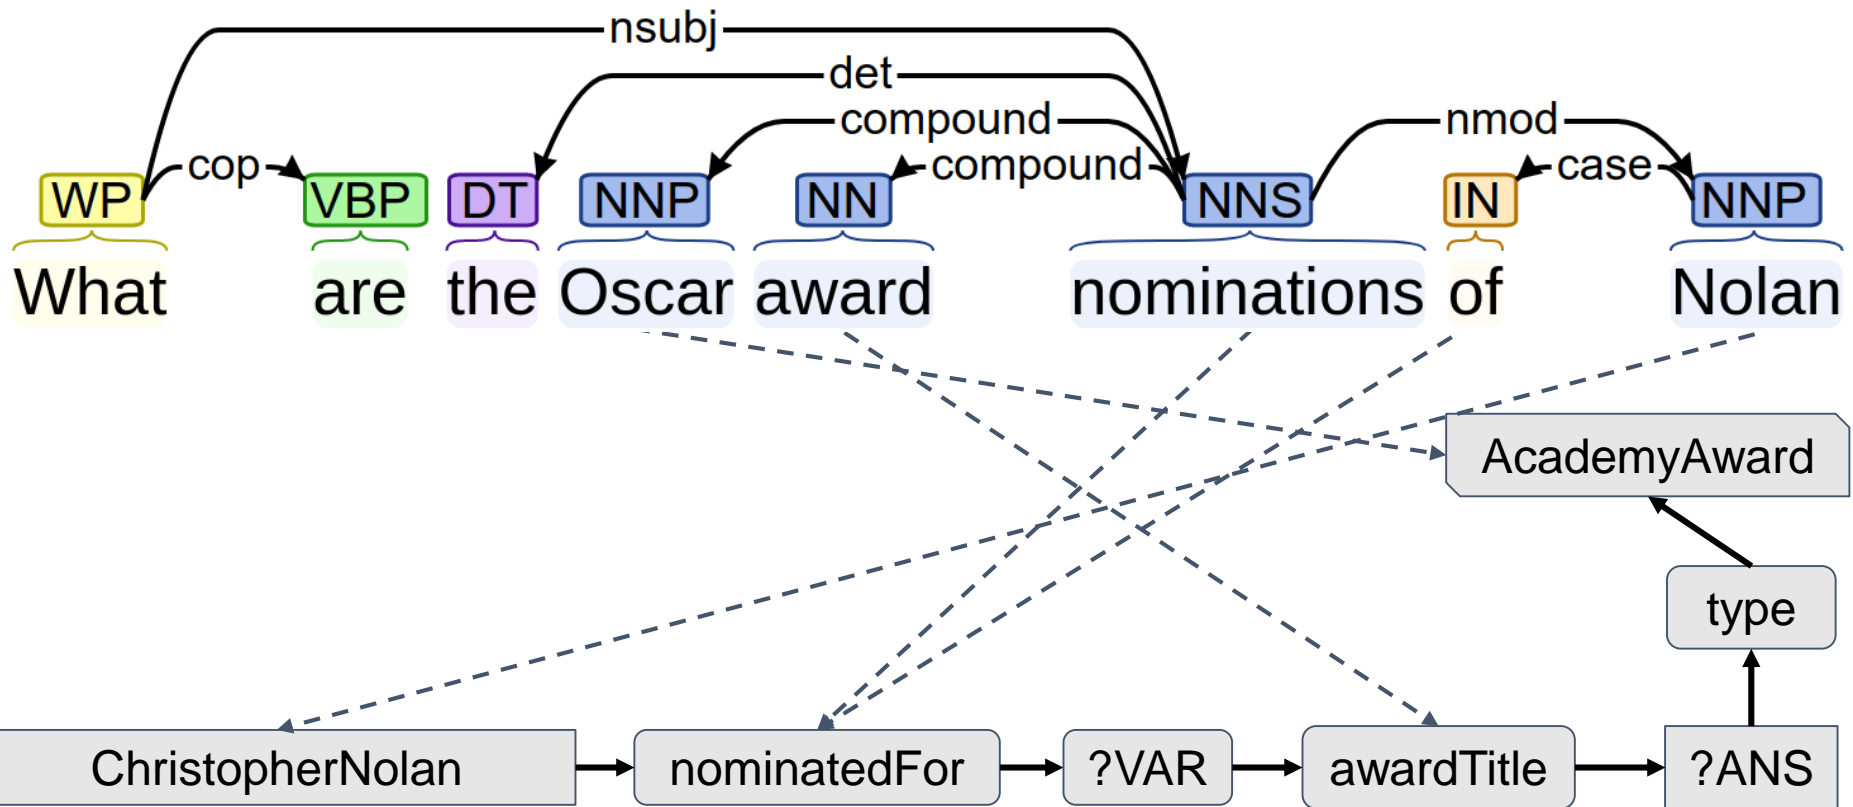 nsubj
det
compound nmod
cop compound case
WP VBP DT NNP NN NNS IN NNP
What are the Oscar award nominations of Nolan
AcademyAward
type
ChristopherNolan nominatedFor ?VAR awardTitle ?ANS